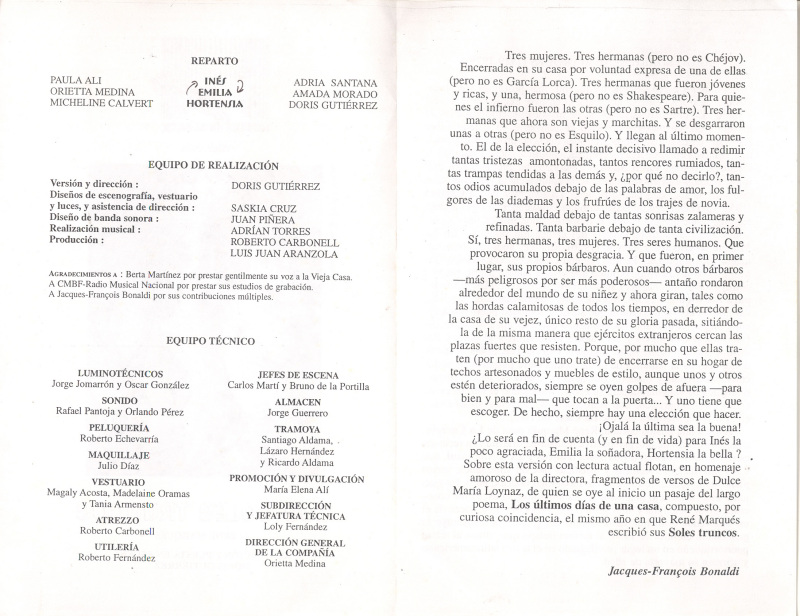 REPARTO
PAULA ALI INÉS ADRIA SANTANA
ORIETTA MEDINA EMILIA AMADA MORADO
MICHELINE CALVERT HORTENSIA DORIS GUTIÉRREZ
EQUIPO DE REALIZACIÓN
Versión y dirección : DORIS GUTIÉRREZ
Diseños de escenografía, vestuario
y luces, y asistencia de dirección : SASKIA CRUZ
Diseño de banda sonora : JUAN PIÑERA
Realización musical : ADRÍAN TORRES
Producción : ROBERTO CARBONELL
LUIS JUAN ARANZOLA
AGRADECIMIENTOS A : Berta Martínez por prestar gentilmente su voz a la Vieja Casa.
A CMBF-Radio Musical Nacional por prestar sus estudios de grabación.
A Jacques-François Bonaldi por sus contribuciones múltiples.
EQUIPO TÉCNICO
LUMINOTÉCNICOS
Jorge Jomarrón y Oscar González
SONIDO
Rafael Pantoja y Orlando Pérez
PELUQUERÍA
Roberto Echevarría
MAQUILLAJE
Julio Díaz
VESTUARIO
Magaly Acosta, Madelaine Oramas
y Tania Armensto
ATREZZO
Roberto Carbonell
UTILERÍA
Roberto Fernández
JEFES DE ESCENA
Carlos Martí y Bruno de la Portilla
ALMACEN
Jorge Guerrero
TRAMOYA
Santiago Aldama,
Lázaro Hernández
y Ricardo Aldama
PROMOCIÓN Y DIVULGACIÓN
María Elena Alí
SUBDIRECCIÓN
Y JEFATURA TÉCNICA
Loly Fernández
DIRECCIÓN GENERAL
DE LA COMPAÑÍA
Orietta Medina
Tres mujeres. Tres hermanas (pero no es Chéjov).
Encerradas en su casa por voluntad expresa de una de ellas
(pero no es García Lorca). Tres hermanas que fueron jóvenes
y ricas, y una, hermosa (pero no es Shakespeare). Para quie-
nes el infierno fueron las otras (pero no es Sartre). Tres her-
manas que ahora son viejas y marchitas. Y se desgarraron
unas a otras (pero no es Esquilo). Y llegan al último momen-
to. El de la elección, el instante decisivo llamado a redimir
tantas tristezas amontonadas, tantos rencores rumiados, tan-
tas trampas tendidas a las demás y, ¿por qué no decirlo?, tan-
tos odios acumulados debajo de las palabras de amor, los ful-
gores de las diademas y los frufrúes de los trajes de novia.
Tanta maldad debajo de tantas sonrisas zalameras y
refinadas. Tanta barbarie debajo de tanta civilización.
Sí, tres hermanas, tres mujeres. Tres seres humanos. Que
provocaron su propia desgracia. Y que fueron, en primer
lugar, sus propios bárbaros. Aun cuando otros bárbaros
—más peligrosos por ser más poderosos— antaño rondaron
alrededor del mundo de su niñez y ahora giran, tales como
las hordas calamitosas de todos los tiempos, en derredor de
la casa de su vejez, único resto de su gloria pasada, sitiándo-
la de la misma manera que ejércitos extranjeros cercan las
plazas fuertes que resisten. Porque, por mucho que ellas tra-
ten (por mucho que uno trate) de encerrarse en su hogar de
techos artesonados y muebles de estilo, aunque unos y otros
estén deteriorados, siempre se oyen golpes de afuera —para
bien y para mal— que tocan a la puerta... Y uno tiene que
escoger. De hecho, siempre hay una elección que hacer.
¡Ojalá la última sea la buena!
¿Lo será en fin de cuenta (y en fin de vida) para Inés la
poco agraciada, Emilia la soñadora, Hortensia la bella ?
Sobre esta versión con lectura actual flotan, en homenaje
amoroso de la directora, fragmentos de versos de Dulce
María Loynaz, de quien se oye al inicio un pasaje del largo
poema, Los últimos días de una casa, compuesto, por
curiosa coincidencia, el mismo año en que René Marqués
escribió sus Soles truncos.
Jacques-François Bonaldi